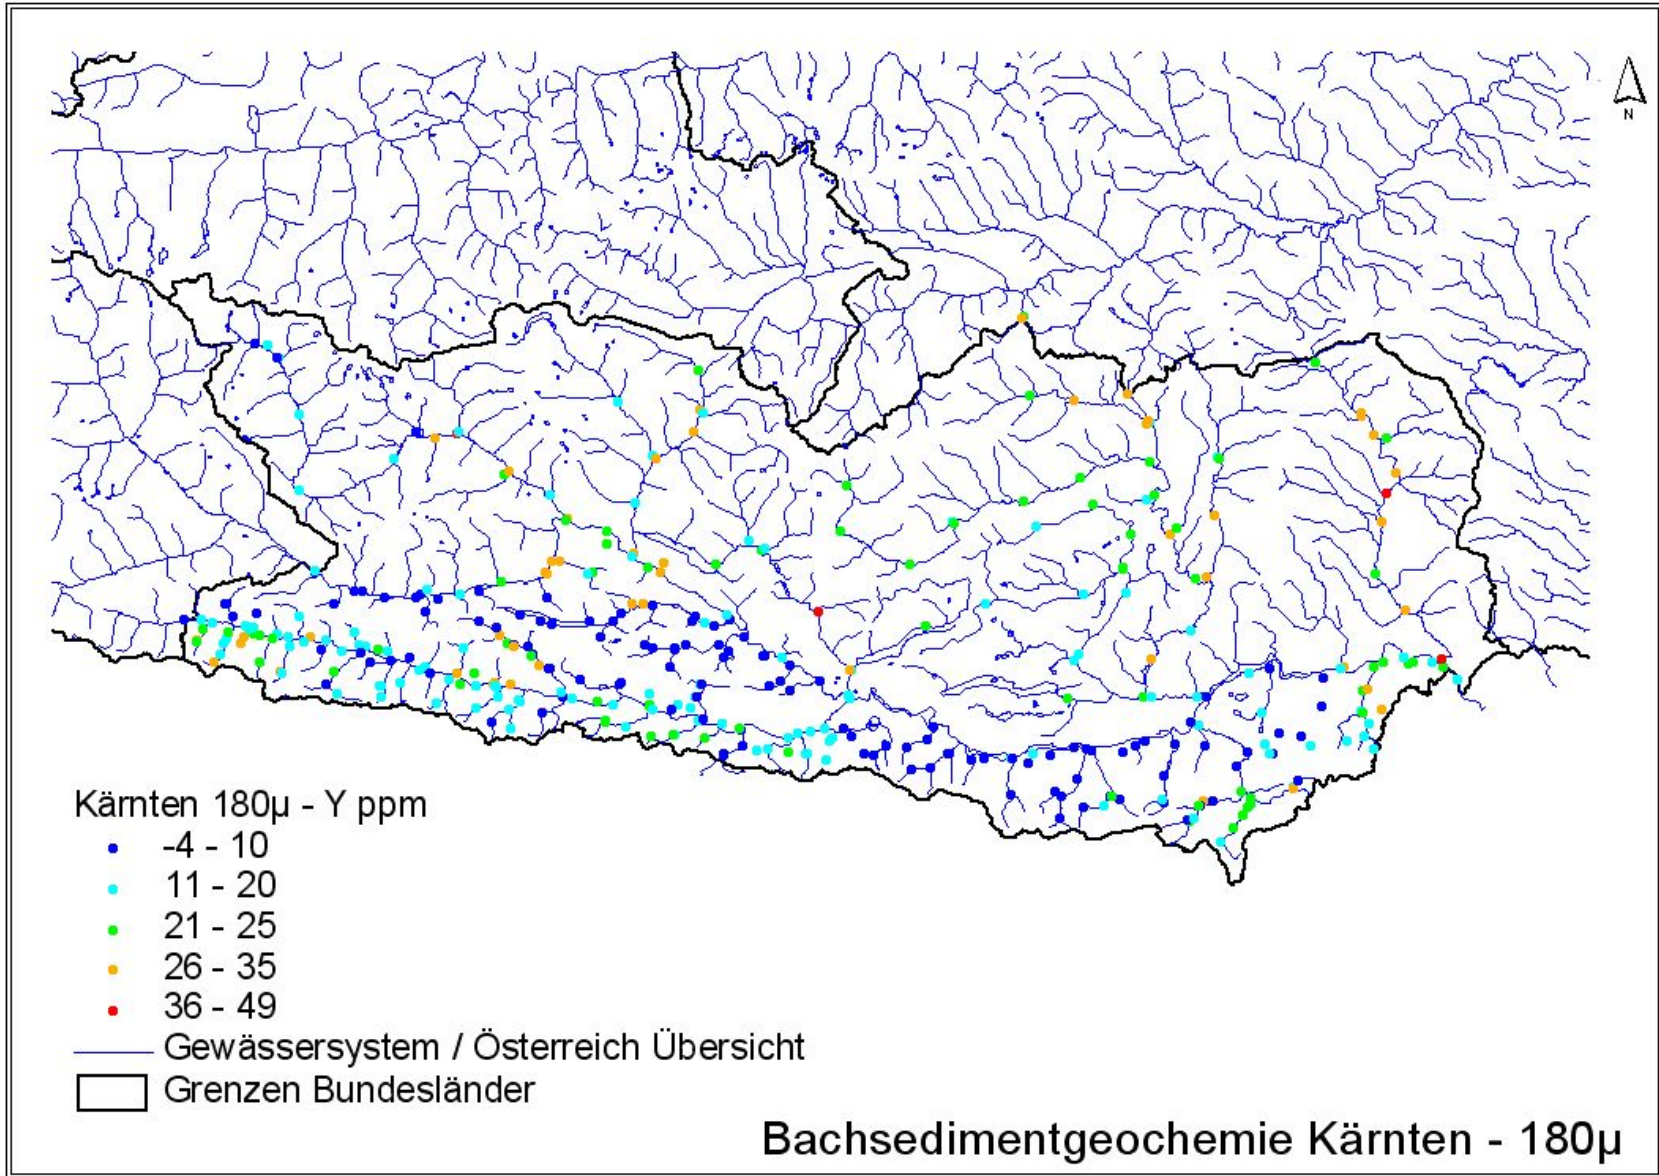 N
Kärnten 180µ - Y ppm
-4 - 10
11 - 20
21 - 25
26 - 35
36 - 49
Gewässersystem / Österreich Übersicht
Grenzen Bundesländer
Bachsedimentgeochemie Kärnten - 180µ